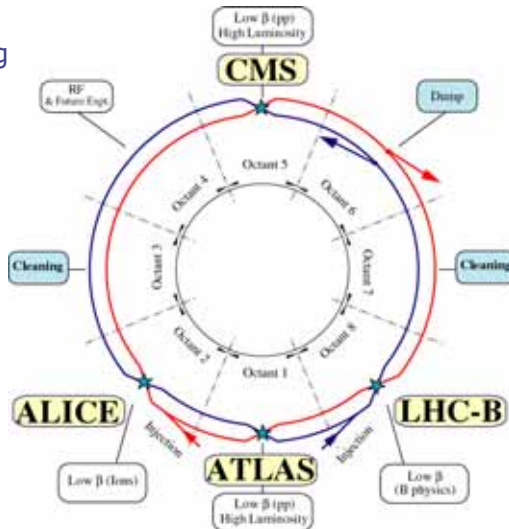 Low β (pp)
High Luminosity
CMS
g
RF
& Future Expt.
Dump
Octant 5
Octant 4
Octant 6
Octant 3
Octant 7
Cleaning
Cleaning
Octant 2
Octant 8
Octant 1
ALICE
LHC-B
Injection
Injection
ATLAS
Low β (Ions)
Low β
(B physics)
Low β (pp)
High Luminosity